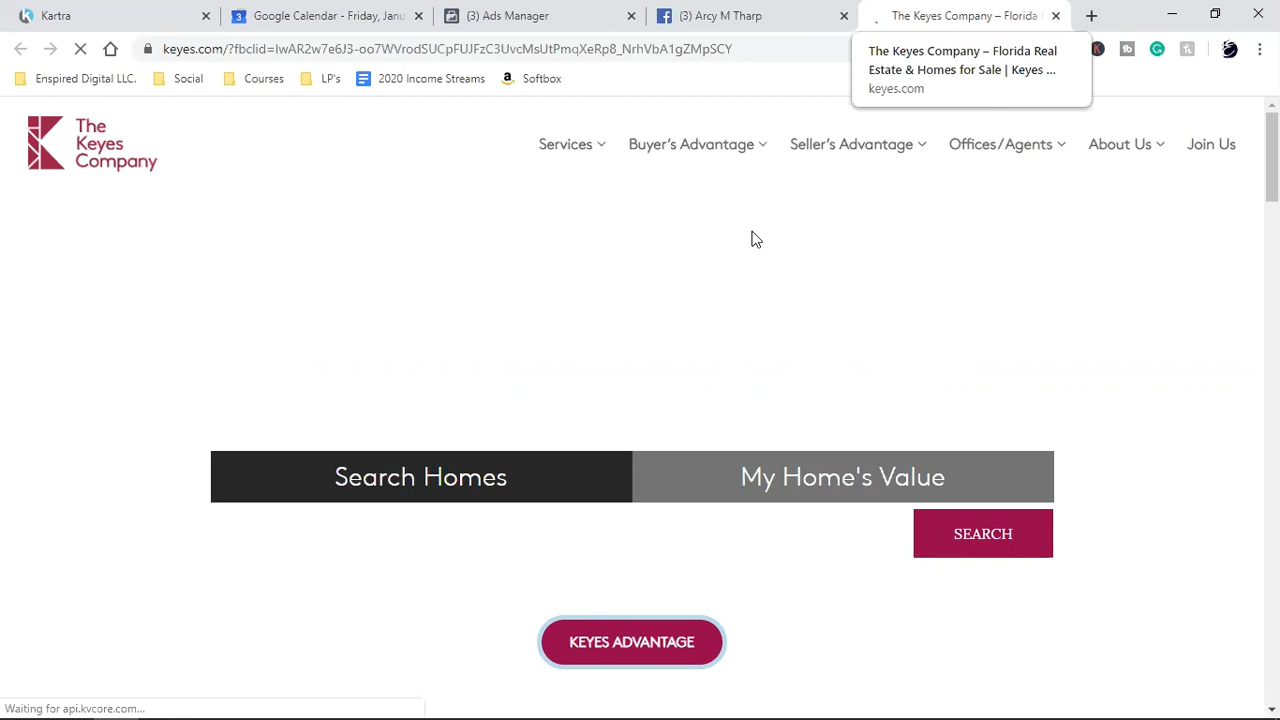 Kartra
Google Calendar - Friday, Janu
(3) Ads Manager
(3) Arcy M Tharp
The Keyes Company – Florida
keyes.com/?fbclid=IwAR2w7e6J3-oo7WVrodSUCpFUJFzC3UvcMsUtPmqXeRp8_NrhVbA1gZMpSCY
The Keyes Company – Florida Real
Estate & Homes for Sale | Keyes ...
keyes.com
Enspired Digital LLC.
Social
Courses
LP's
2020 Income Streams
Softbox
The
Keyes
Company
Services
Buyer's Advantage
Seller's Advantage
Offices/Agents
About Us
Join Us
Search Homes
My Home's Value
SEARCH
KEYES ADVANTAGE
Waiting for api.kvcore.com...